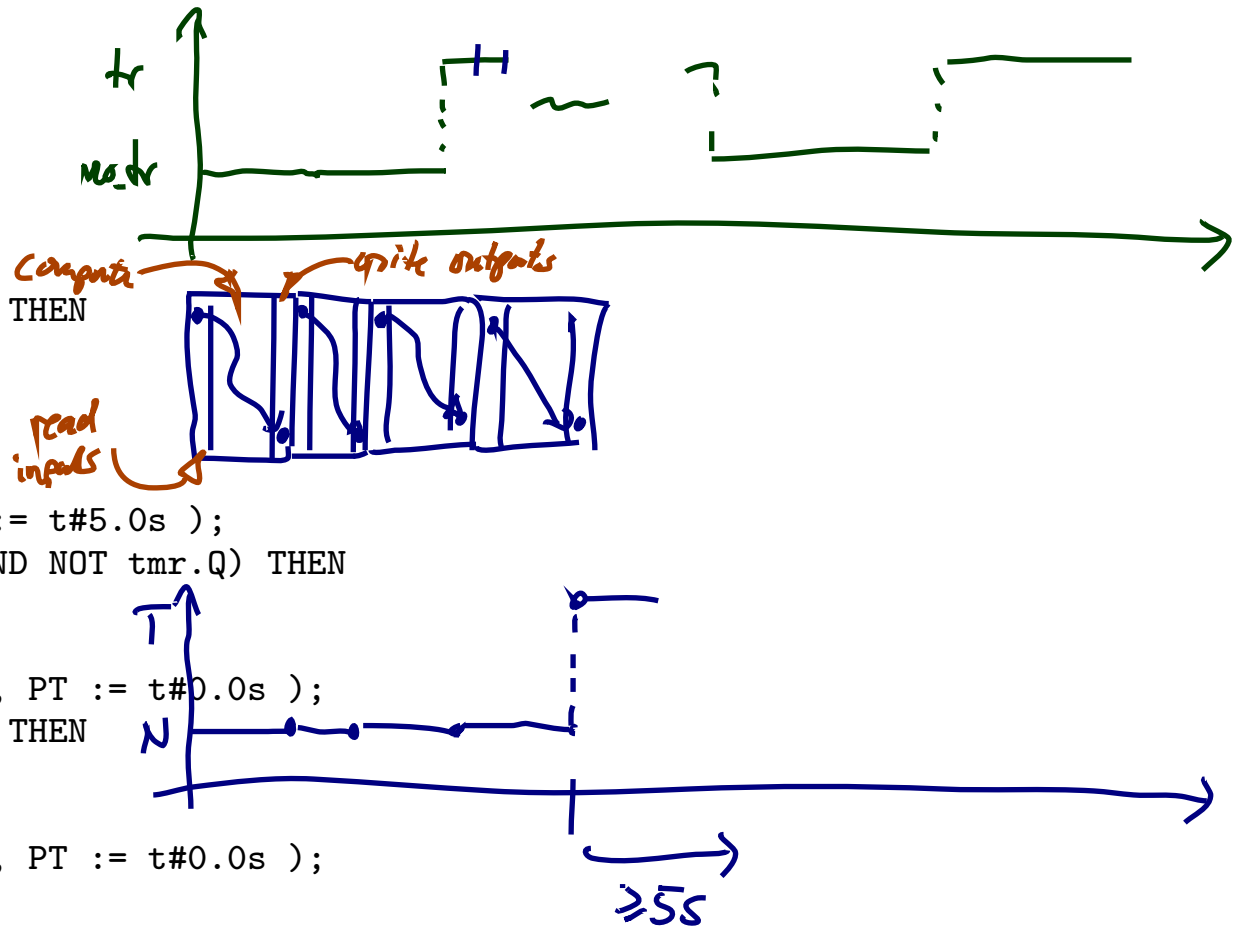 tr
no_tr
compute
write outputs
THEN
read
inputs
:= t#5.0s );
ND NOT tmr.Q) THEN
T
, PT := t#0.0s );
THEN
N
, PT := t#0.0s );
≥5s